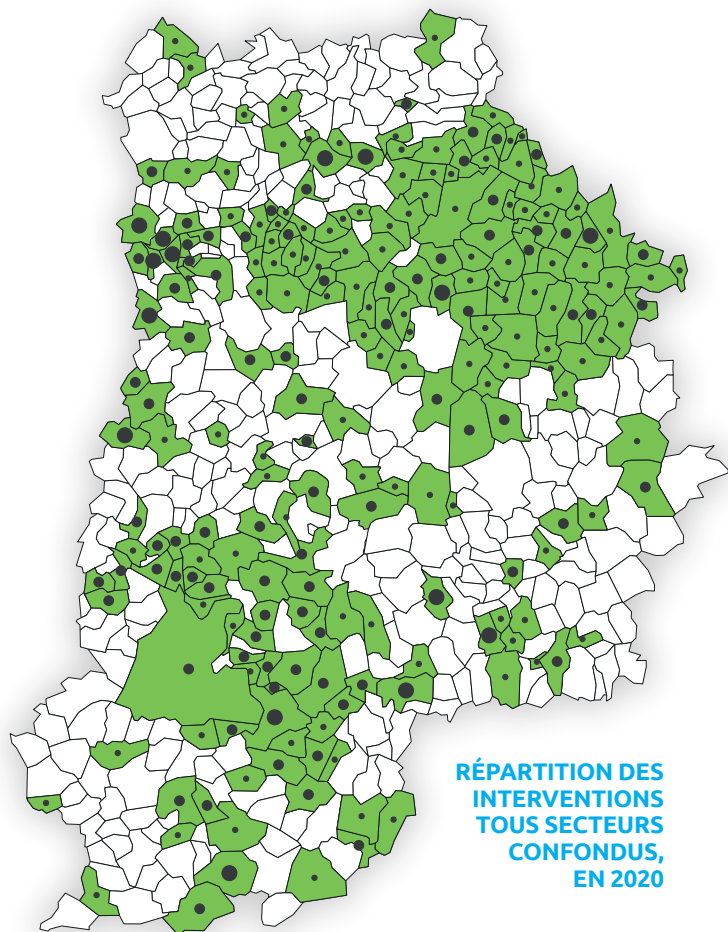 RÉPARTITION DES
INTERVENTIONS
TOUS SECTEURS
CONFONDUS,
EN 2020